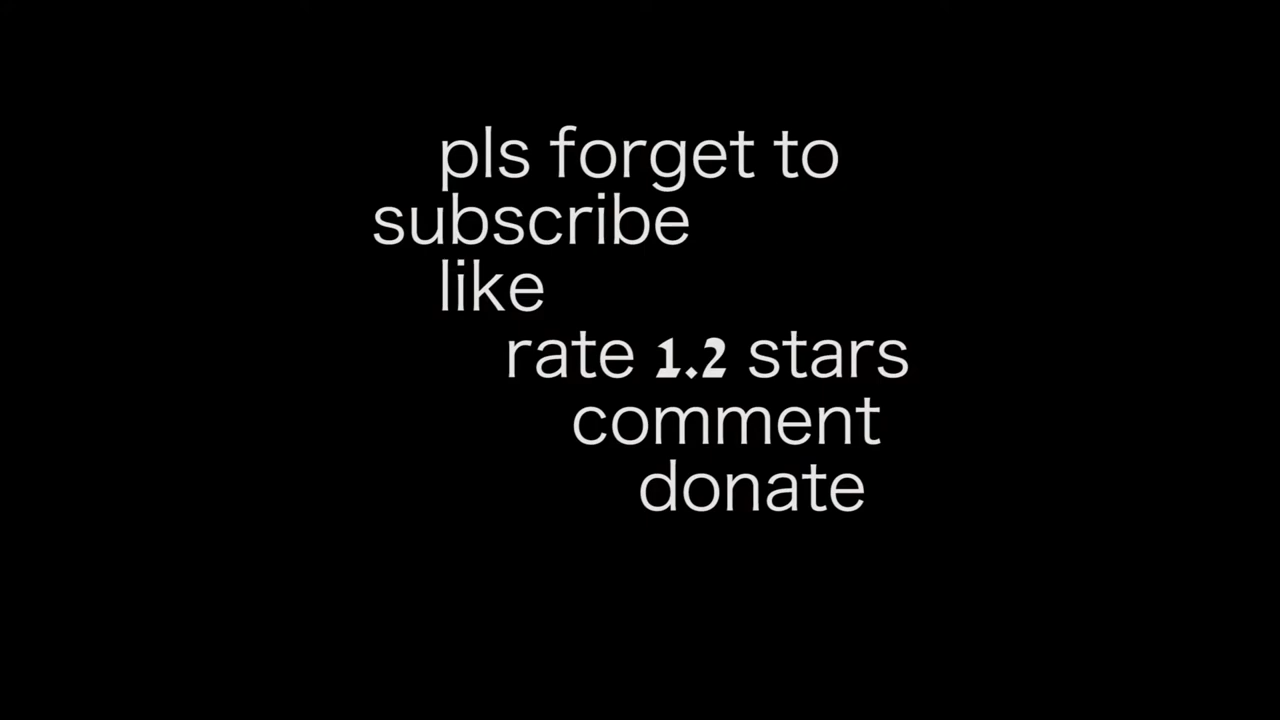 pls forget to
subscribe
like
rate 1.2 stars
comment
donate